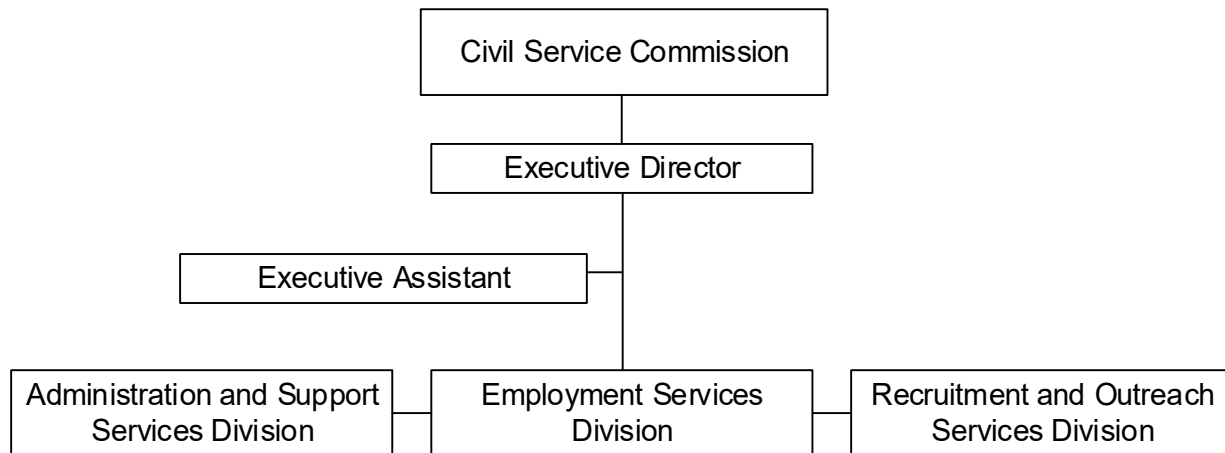 Civil Service Commission
Executive Director
Executive Assistant
Administration and Support
Services Division
Employment Services
Division
Recruitment and Outreach
Services Division